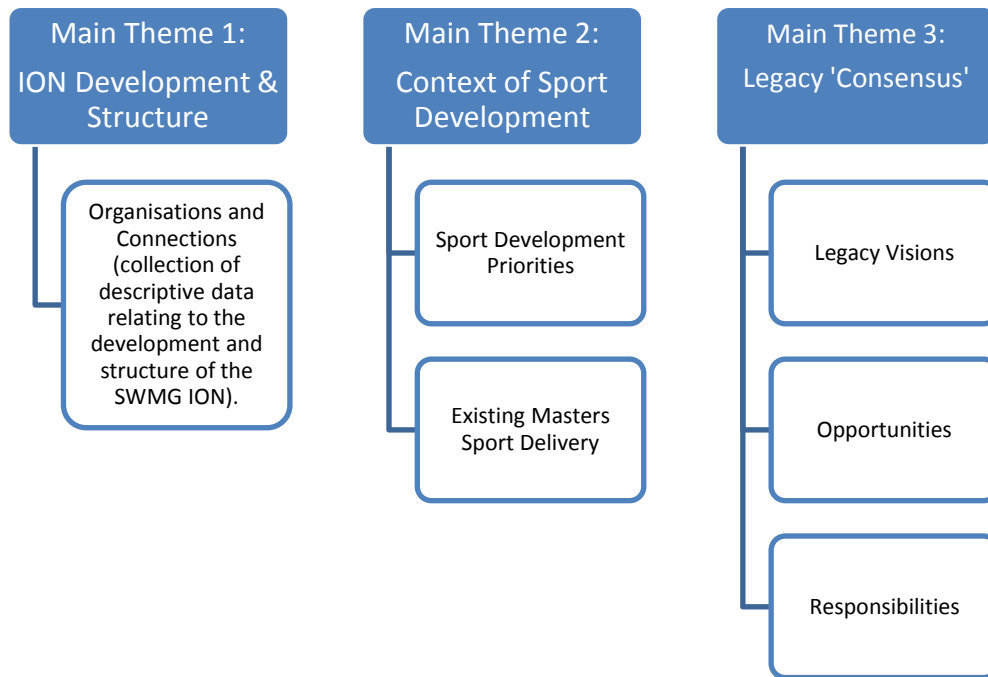 Main Theme 1:
ION Development &
Structure
Organisations and
Connections
(collection of
descriptive data
relating to the
development and
structure of the
SWMG ION).
Main Theme 2:
Context of Sport
Development
Sport Development
Priorities
Existing Masters
Sport Delivery
Main Theme 3:
Legacy 'Consensus'
Legacy Visions
Opportunities
Responsibilities